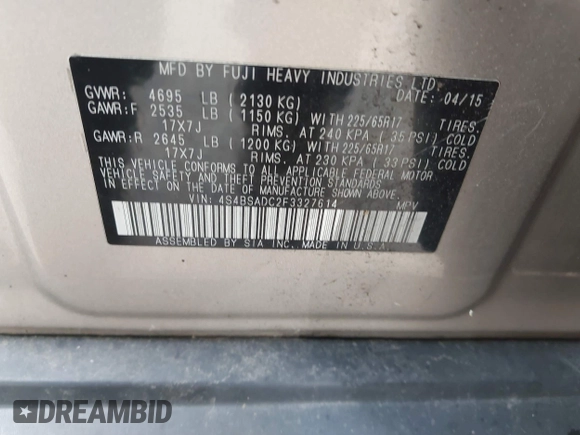 MFD BY FUJI HEAVY INDUSTRIES LTD.
GVWR: 4695 LB (2130 KG) DATE: 04/15
GAWR:F 2535 LB (1150 KG) WITH 225/65R17 TIRES.
17X7J RIMS. AT 240 KPA (35 PSI) COLD
GAWR:R 2645 LB (1200 KG) WITH 225/65R17 TIRES.
17X7J RIMS. AT 230 KPA (33 PSI) COLD
THIS VEHICLE CONFORMS TO ALL APPLICABLE FEDERAL MOTOR
VEHICLE SAFETY AND THEFT PREVENTION STANDARDS
IN EFFECT ON THE DATE OF MANUFACTURE SHOWN ABOVE.
VIN: 4S4BSADC2F3327614 MPV
ASSEMBLED BY SIA INC. MADE IN U.S.A.
DREAMBID